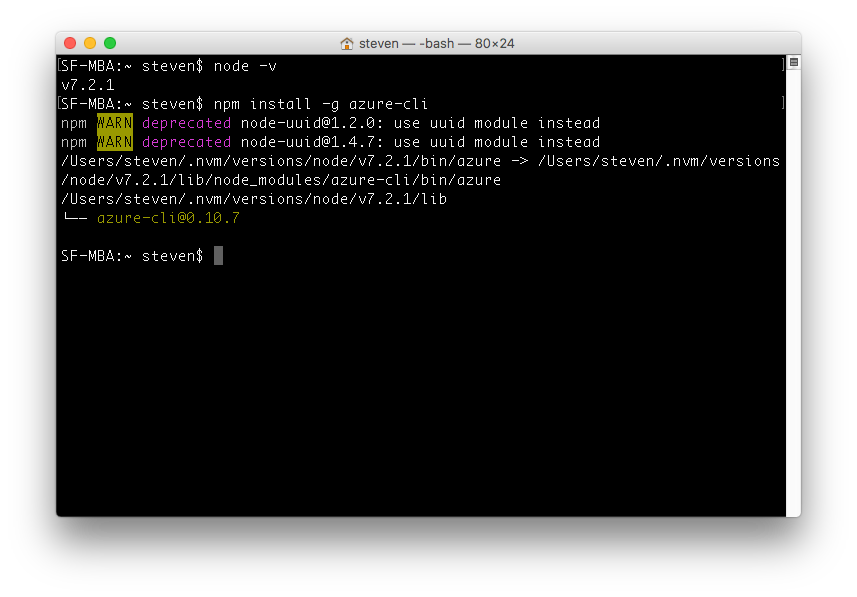 steven — -bash — 80×24
[SF-MBA:~ steven$ node -v ]
v7.2.1
[SF-MBA:~ steven$ npm install -g azure-cli ]
npm WARN deprecated node-uuid@1.2.0: use uuid module instead
npm WARN deprecated node-uuid@1.4.7: use uuid module instead
/Users/steven/.nvm/versions/node/v7.2.1/bin/azure -> /Users/steven/.nvm/versions
/node/v7.2.1/lib/node_modules/azure-cli/bin/azure
/Users/steven/.nvm/versions/node/v7.2.1/lib
└── azure-cli@0.10.7
SF-MBA:~ steven$